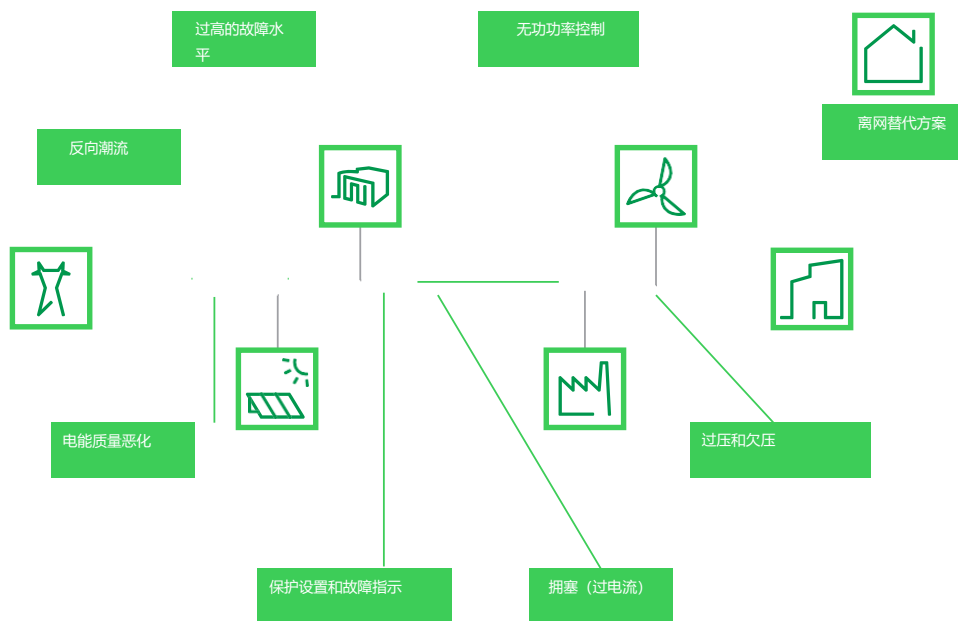 过高的故障水
平
无功功率控制
离网替代方案
反向潮流
电能质量恶化
过压和欠压
保护设置和故障指示
拥塞（过电流）